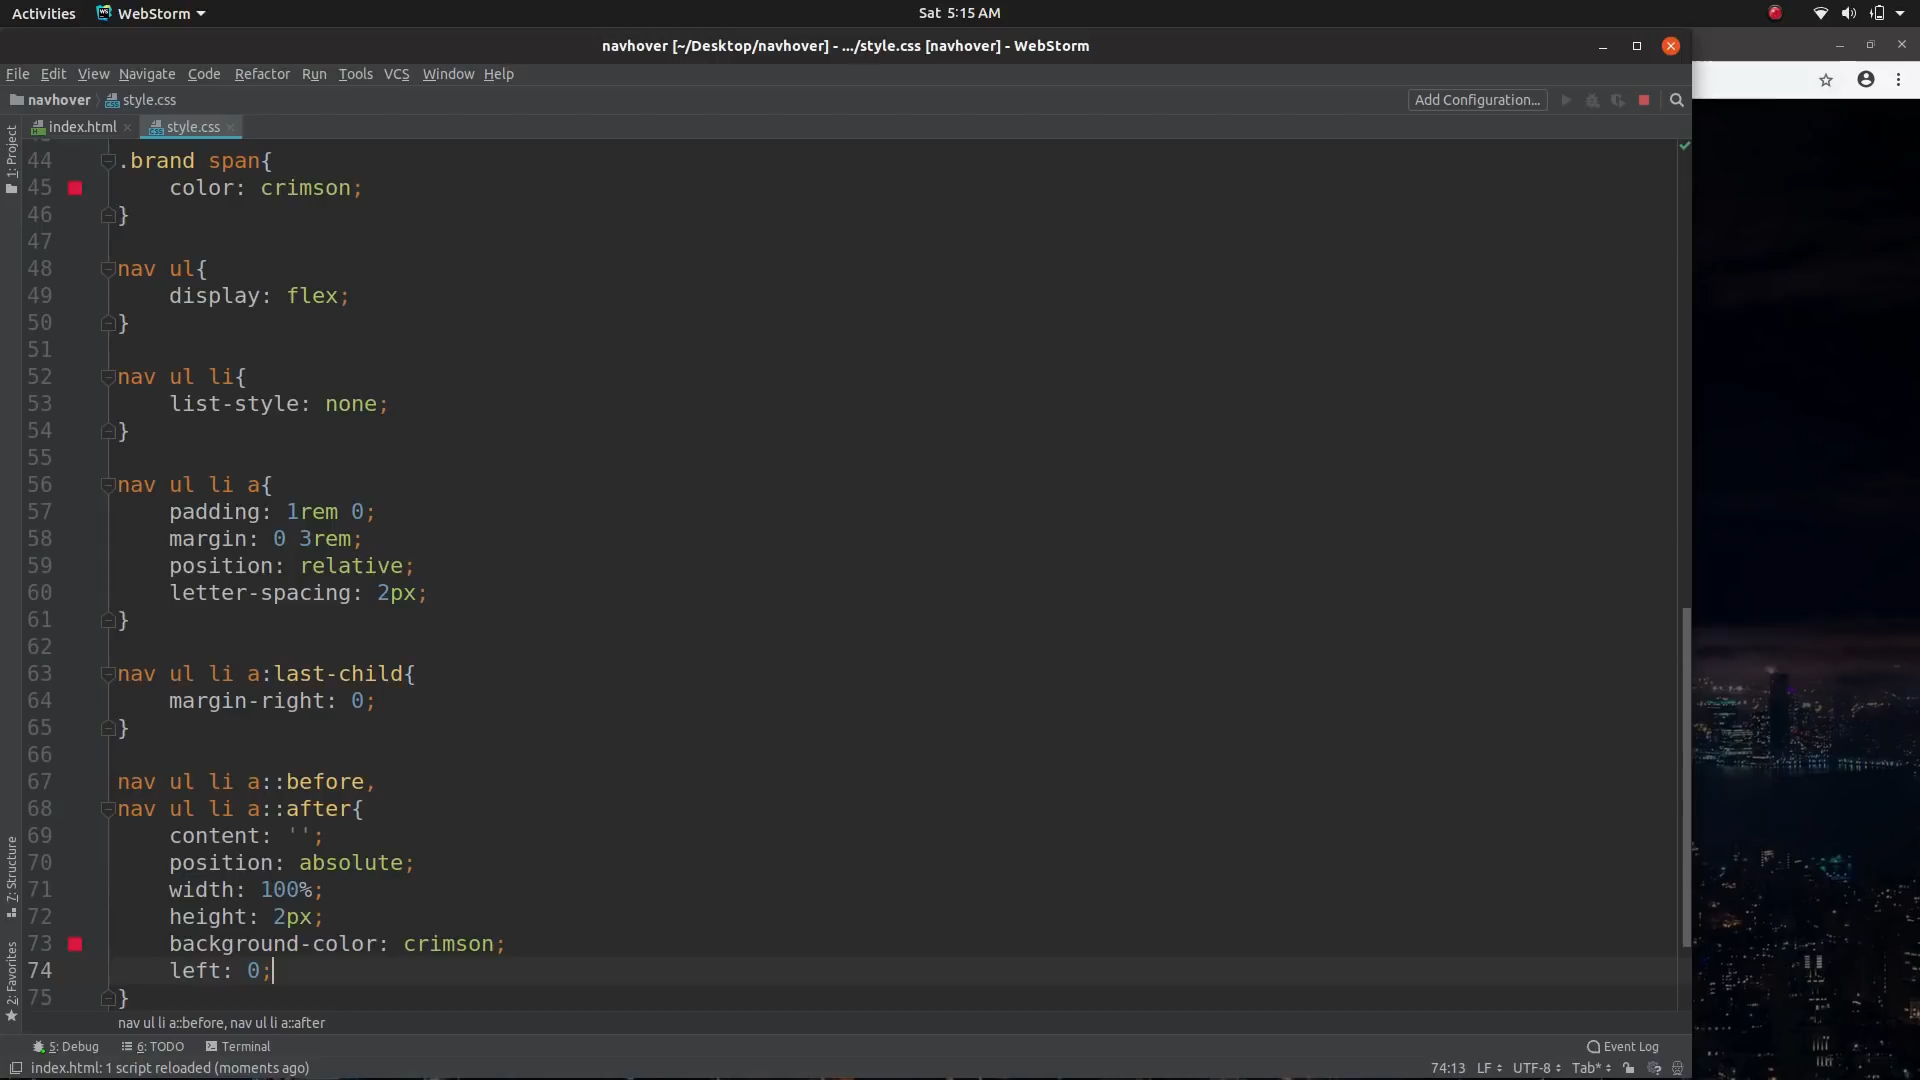 Activities WebStorm Sat 5:15 AM
navhover [~/Desktop/navhover] - .../style.css [navhover] - WebStorm
File Edit View Navigate Code Refactor Run Tools VCS Window Help
navhover style.css Add Configuration...
index.html style.css
1: Project
44 .brand span{
45 color: crimson;
46 }
47
48 nav ul{
49 display: flex;
50 }
51
52 nav ul li{
53 list-style: none;
54 }
55
56 nav ul li a{
57 padding: 1rem 0;
58 margin: 0 3rem;
59 position: relative;
60 letter-spacing: 2px;
61 }
62
63 nav ul li a:last-child{
64 margin-right: 0;
65 }
66
67 nav ul li a::before,
68 nav ul li a::after{
69 content: '';
70 position: absolute;
71 width: 100%;
72 height: 2px;
73 background-color: crimson;
74 left: 0;
75 }
7: Structure
2: Favorites
nav ul li a::before, nav ul li a::after
5: Debug 6: TODO Terminal Event Log
index.html: 1 script reloaded (moments ago) 74:13 LF UTF-8 Tab*